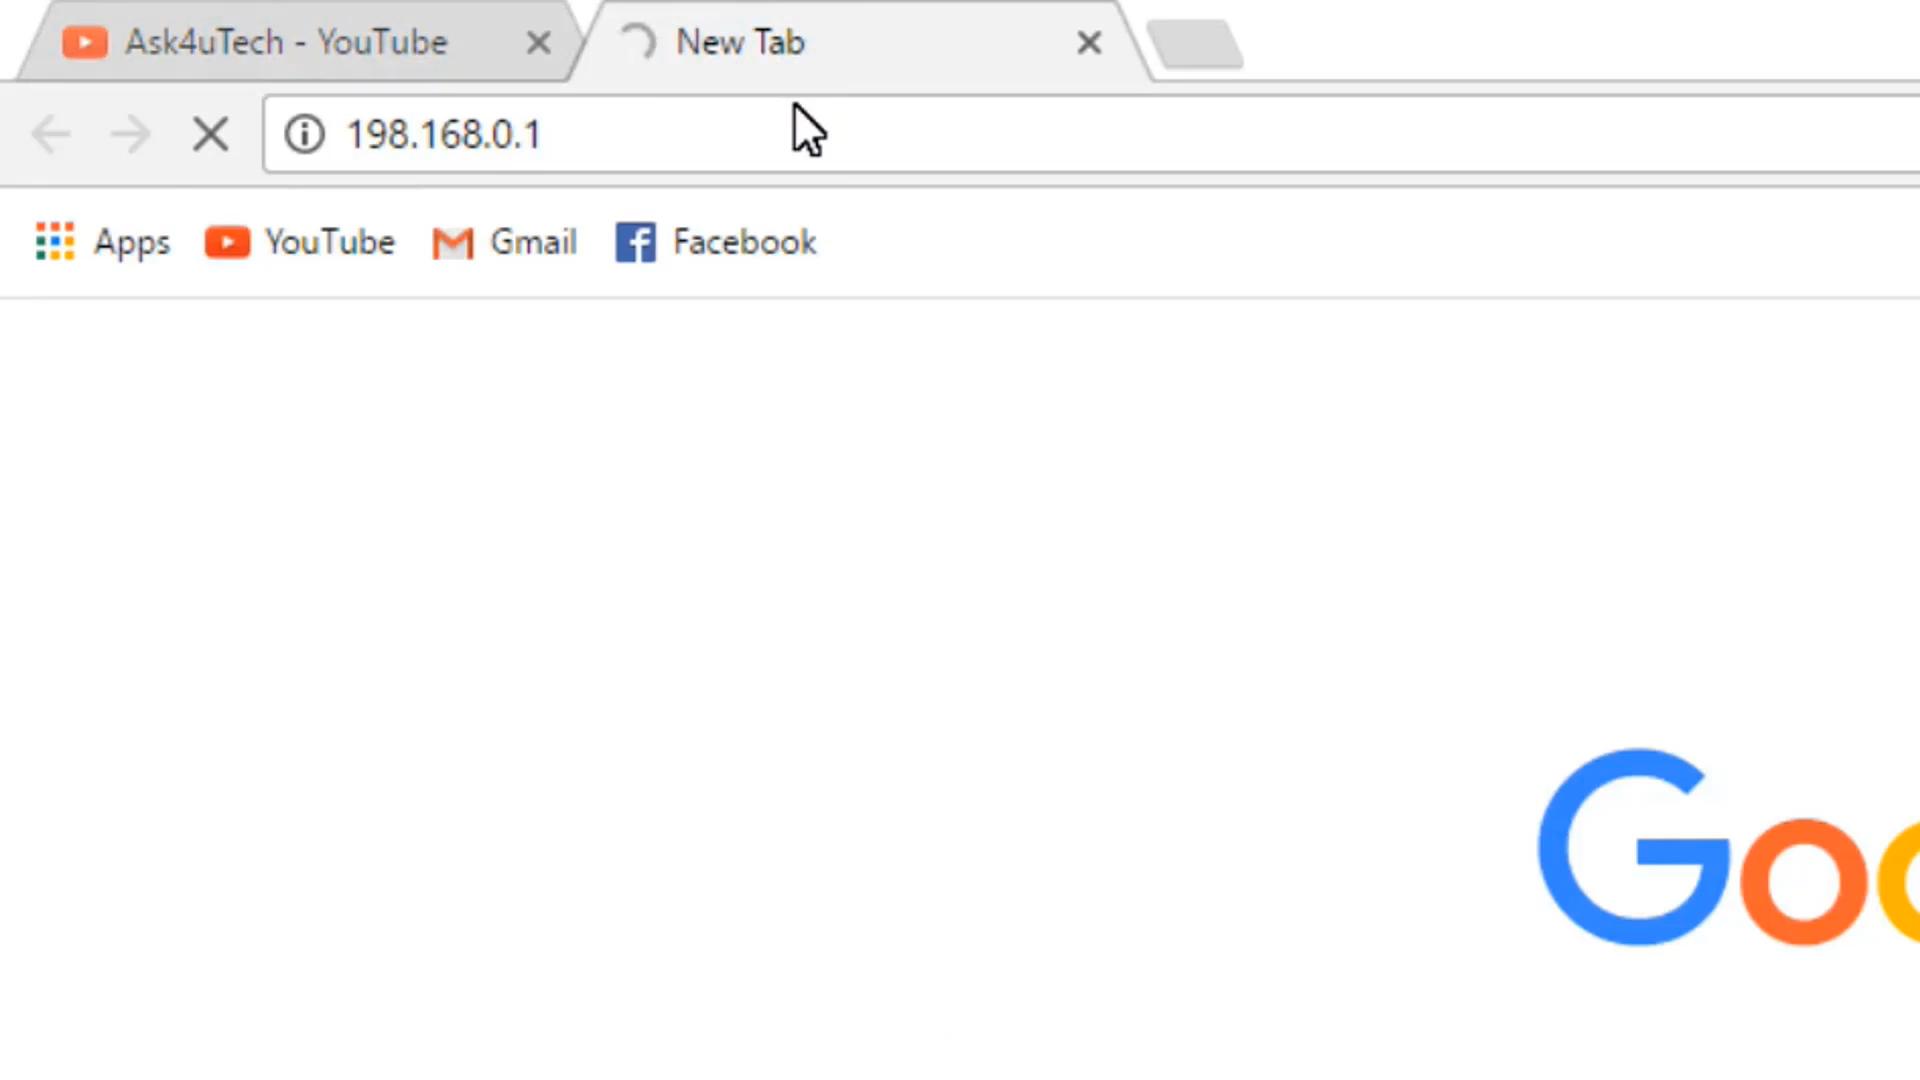 Ask4uTech - YouTube
New Tab
198.168.0.1
Apps
YouTube
Gmail
Facebook
Goo